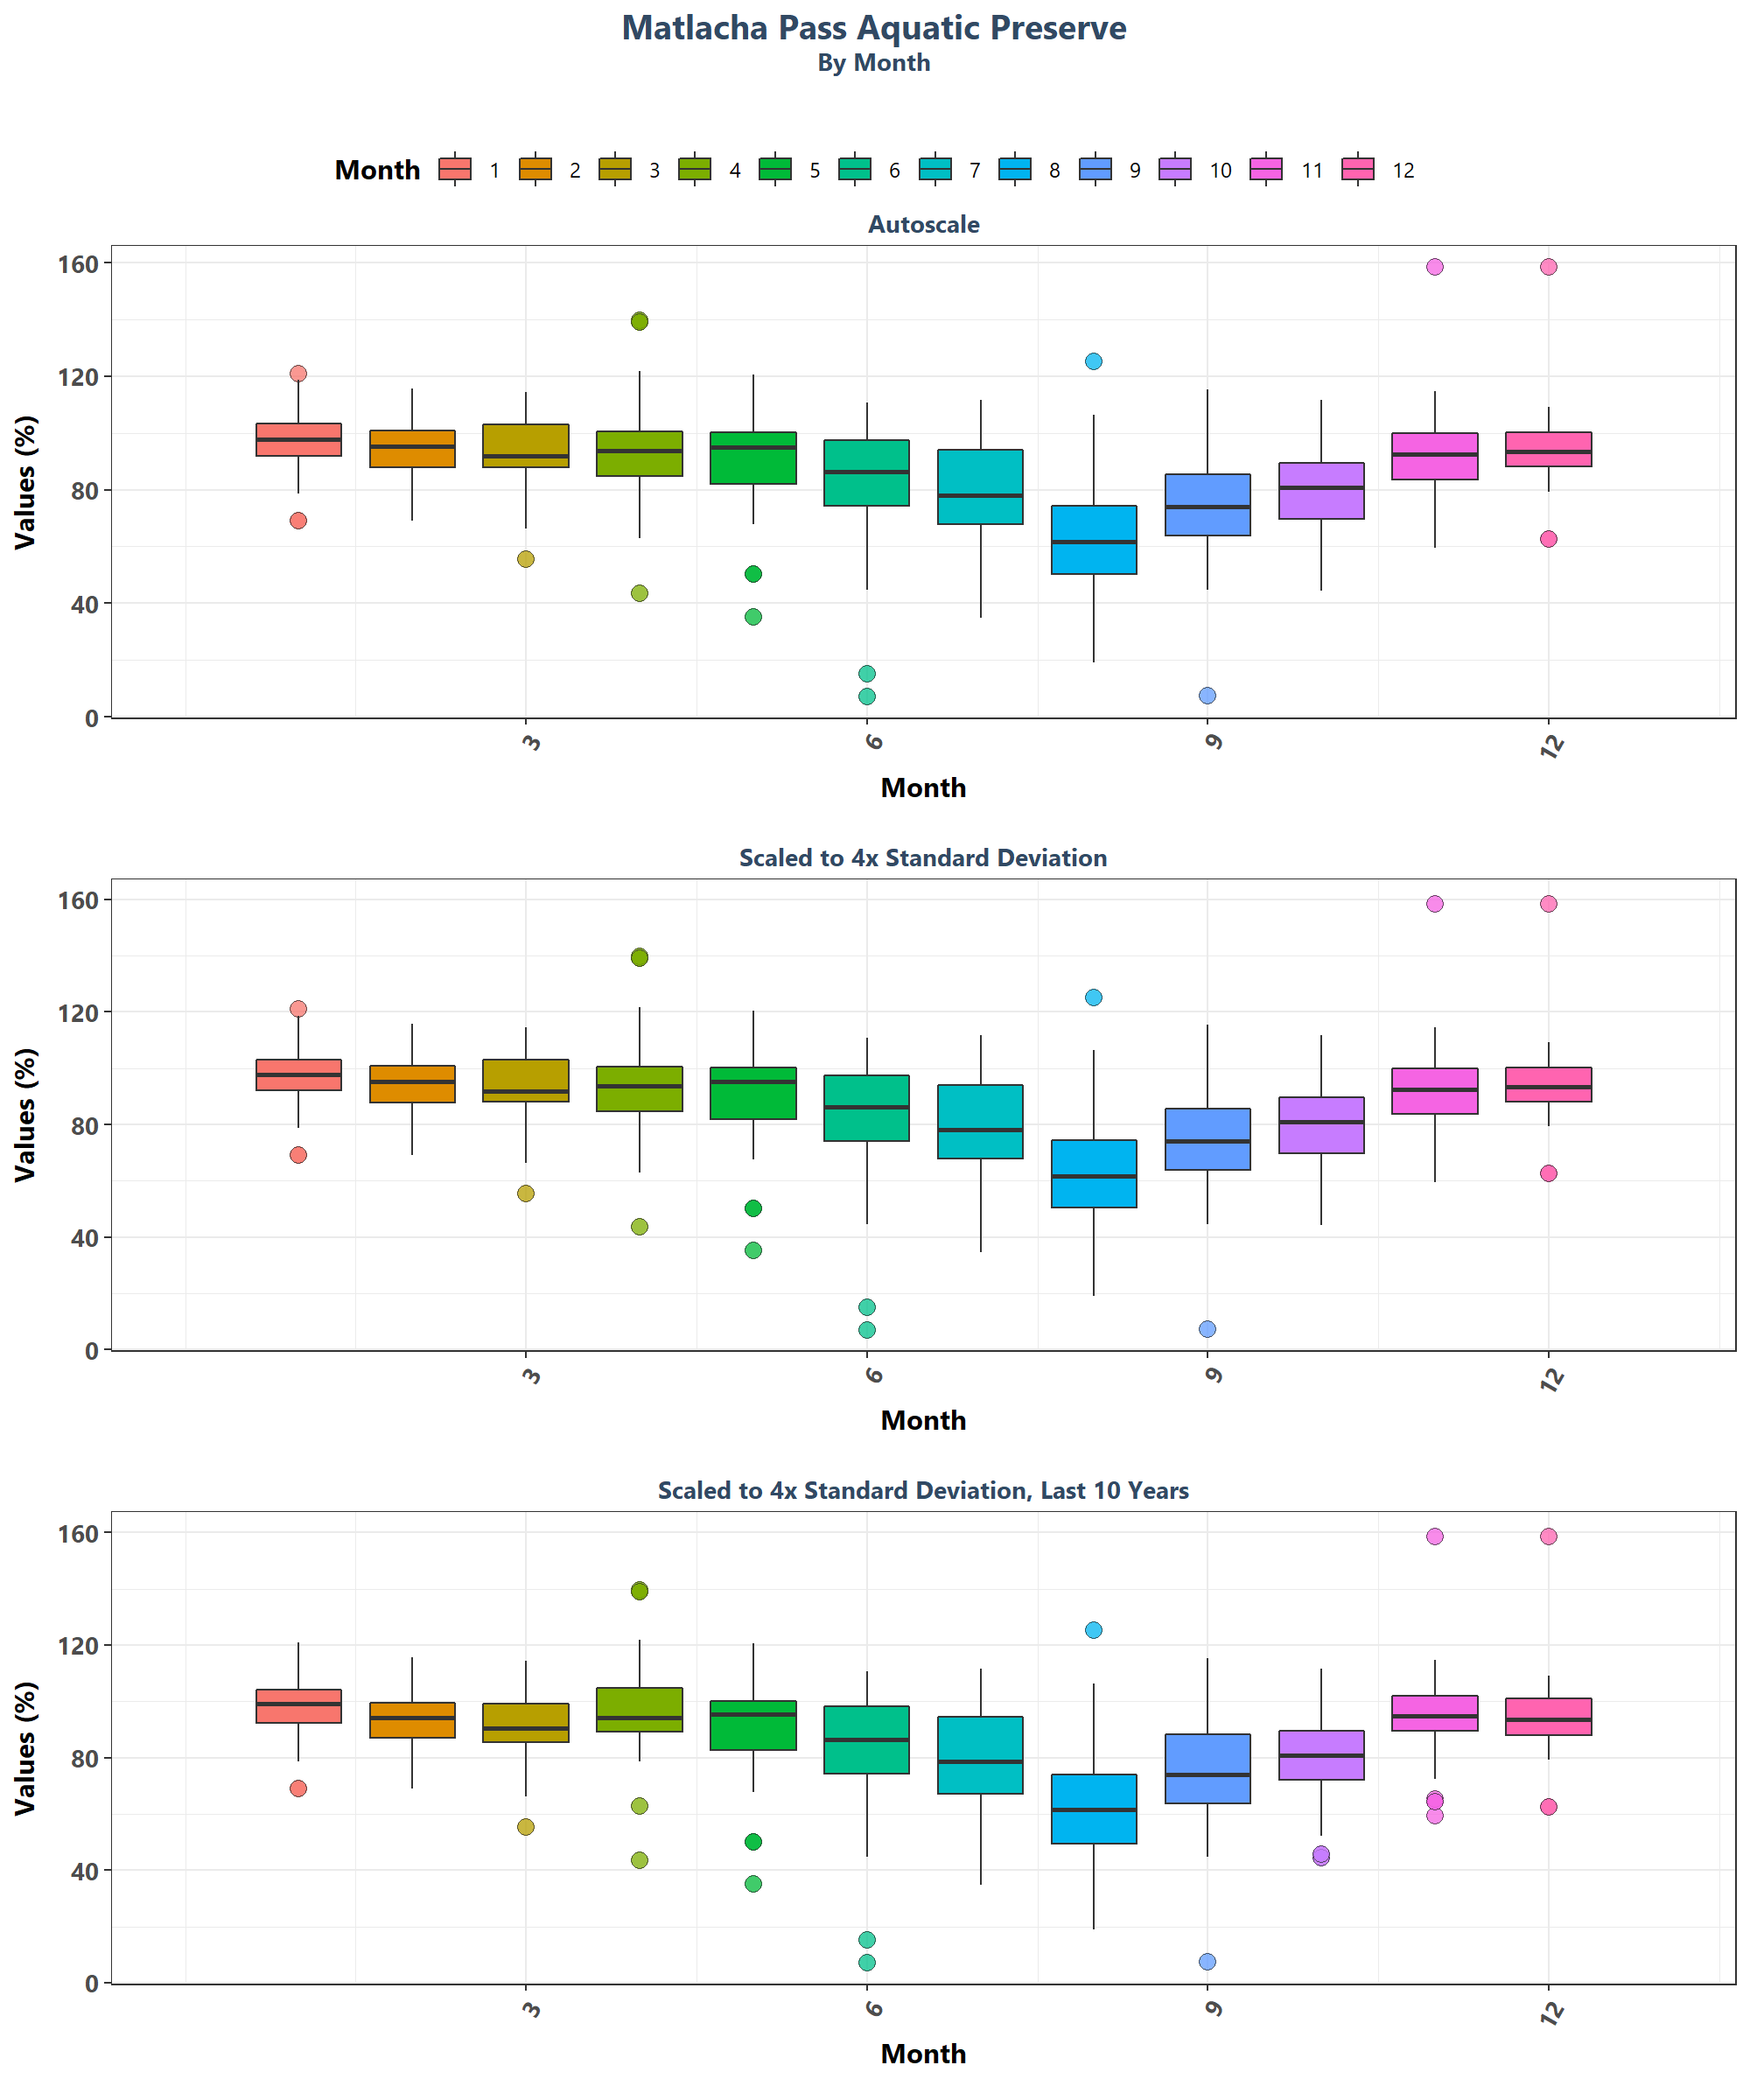 Matlacha Pass Aquatic Preserve
By Month
Month 1 2 3 4 5 6 7 8 9 10 11 12
Autoscale
160
120
80
40
0
Values (%)
3 6 9 12
Month
Scaled to 4x Standard Deviation
160
120
80
40
0
Values (%)
3 6 9 12
Month
Scaled to 4x Standard Deviation, Last 10 Years
160
120
80
40
0
Values (%)
3 6 9 12
Month